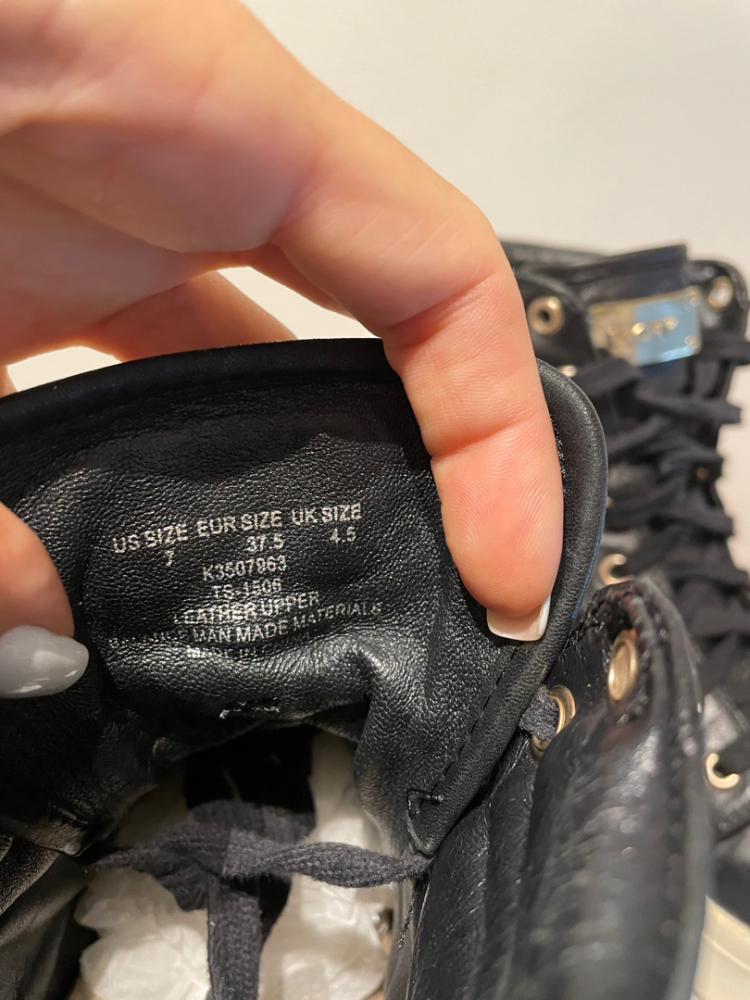 US SIZE EUR SIZE UK SIZE
7 37.5 4.5
K3507963
TS-1506
LEATHER UPPER
MAN MADE MATERIALS